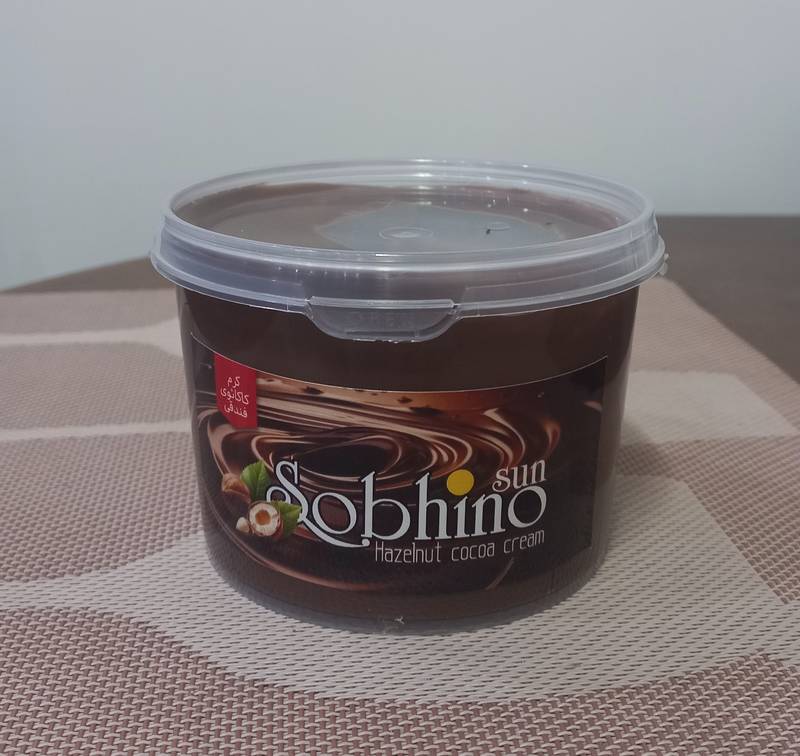 کرم
کاکائوی
فندقی
sun
Sobhino
Hazelnut cocoa cream